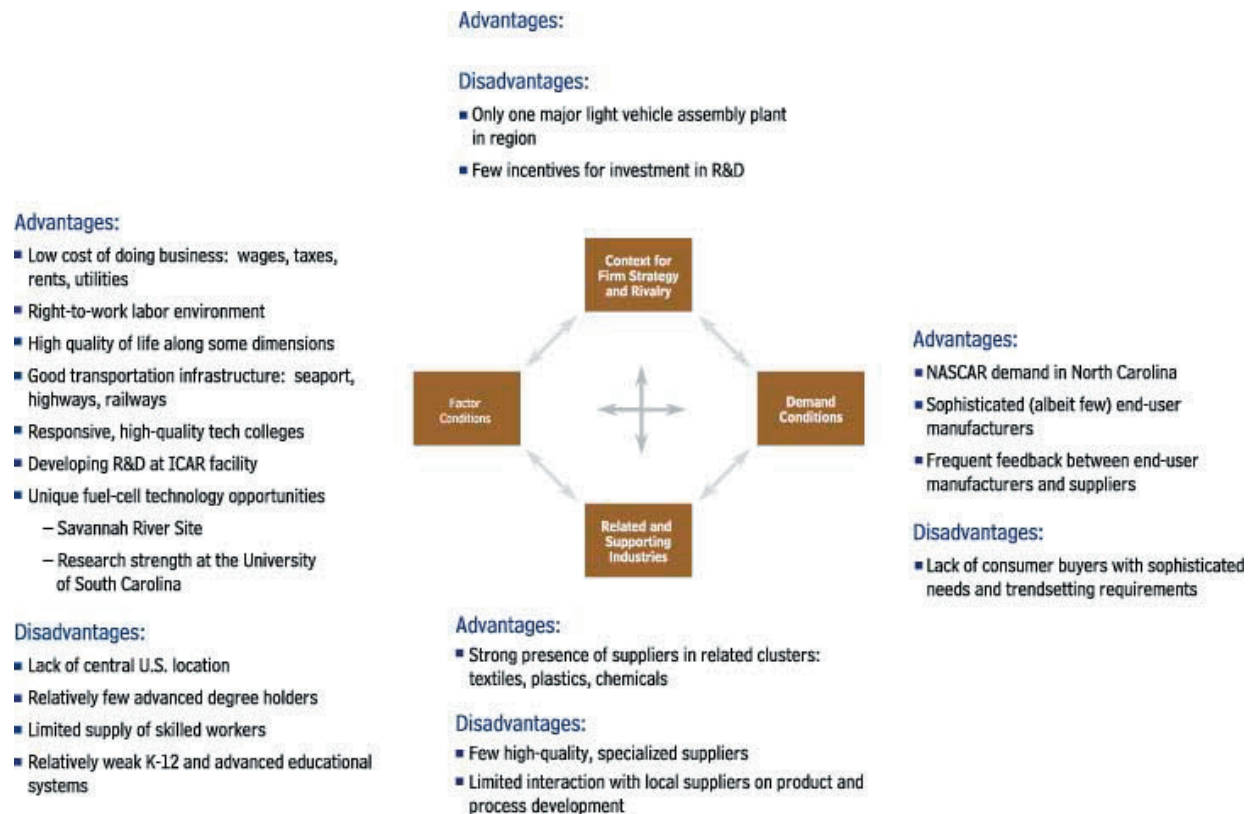 Advantages:
Disadvantages:
▪ Only one major light vehicle assembly plant
in region
▪ Few incentives for investment in R&D
Advantages:
▪ Low cost of doing business: wages, taxes,
rents, utilities
▪ Right-to-work labor environment
▪ High quality of life along some dimensions
▪ Good transportation infrastructure: seaport,
highways, railways
▪ Responsive, high-quality tech colleges
▪ Developing R&D at ICAR facility
▪ Unique fuel-cell technology opportunities
– Savannah River Site
– Research strength at the University
of South Carolina
Disadvantages:
▪ Lack of central U.S. location
▪ Relatively few advanced degree holders
▪ Limited supply of skilled workers
▪ Relatively weak K-12 and advanced educational
systems
Context for
Firm Strategy
and Rivalry
Factor
Conditions
Demand
Conditions
Related and
Supporting
Industries
Advantages:
▪ NASCAR demand in North Carolina
▪ Sophisticated (albeit few) end-user
manufacturers
▪ Frequent feedback between end-user
manufacturers and suppliers
Disadvantages:
▪ Lack of consumer buyers with sophisticated
needs and trendsetting requirements
Advantages:
▪ Strong presence of suppliers in related clusters:
textiles, plastics, chemicals
Disadvantages:
▪ Few high-quality, specialized suppliers
▪ Limited interaction with local suppliers on product and
process development